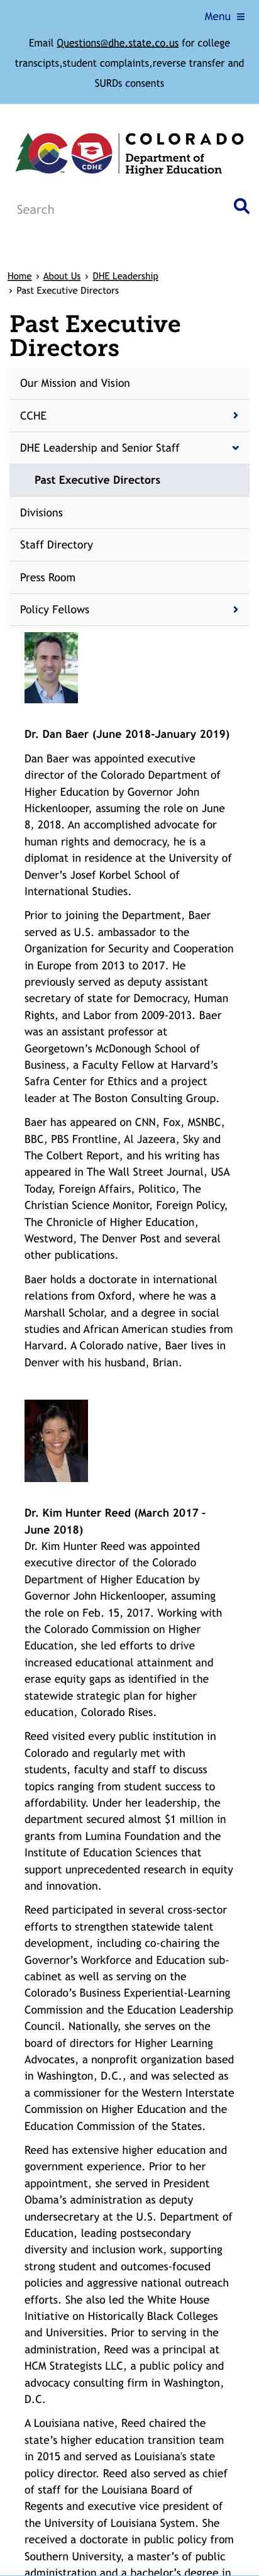 Menu ≡
Email Questions@dhe.state.co.us for college
transcipts,student complaints,reverse transfer and
SURDs consents
COLORADO
Department of
Higher Education
CDHE
Search
Home › About Us › DHE Leadership
› Past Executive Directors
Past Executive
Directors
Our Mission and Vision
CCHE
DHE Leadership and Senior Staff
Past Executive Directors
Divisions
Staff Directory
Press Room
Policy Fellows
Dr. Dan Baer (June 2018-January 2019)
Dan Baer was appointed executive
director of the Colorado Department of
Higher Education by Governor John
Hickenlooper, assuming the role on June
8, 2018. An accomplished advocate for
human rights and democracy, he is a
diplomat in residence at the University of
Denver’s Josef Korbel School of
International Studies.
Prior to joining the Department, Baer
served as U.S. ambassador to the
Organization for Security and Cooperation
in Europe from 2013 to 2017. He
previously served as deputy assistant
secretary of state for Democracy, Human
Rights, and Labor from 2009-2013. Baer
was an assistant professor at
Georgetown’s McDonough School of
Business, a Faculty Fellow at Harvard’s
Safra Center for Ethics and a project
leader at The Boston Consulting Group.
Baer has appeared on CNN, Fox, MSNBC,
BBC, PBS Frontline, Al Jazeera, Sky and
The Colbert Report, and his writing has
appeared in The Wall Street Journal, USA
Today, Foreign Affairs, Politico, The
Christian Science Monitor, Foreign Policy,
The Chronicle of Higher Education,
Westword, The Denver Post and several
other publications.
Baer holds a doctorate in international
relations from Oxford, where he was a
Marshall Scholar, and a degree in social
studies and African American studies from
Harvard. A Colorado native, Baer lives in
Denver with his husband, Brian.
Dr. Kim Hunter Reed (March 2017 -
June 2018)
Dr. Kim Hunter Reed was appointed
executive director of the Colorado
Department of Higher Education by
Governor John Hickenlooper, assuming
the role on Feb. 15, 2017. Working with
the Colorado Commission on Higher
Education, she led efforts to drive
increased educational attainment and
erase equity gaps as identified in the
statewide strategic plan for higher
education, Colorado Rises.
Reed visited every public institution in
Colorado and regularly met with
students, faculty and staff to discuss
topics ranging from student success to
affordability. Under her leadership, the
department secured almost $1 million in
grants from Lumina Foundation and the
Institute of Education Sciences that
support unprecedented research in equity
and innovation.
Reed participated in several cross-sector
efforts to strengthen statewide talent
development, including co-chairing the
Governor’s Workforce and Education sub-
cabinet as well as serving on the
Colorado’s Business Experiential-Learning
Commission and the Education Leadership
Council. Nationally, she serves on the
board of directors for Higher Learning
Advocates, a nonprofit organization based
in Washington, D.C., and was selected as
a commissioner for the Western Interstate
Commission on Higher Education and the
Education Commission of the States.
Reed has extensive higher education and
government experience. Prior to her
appointment, she served in President
Obama’s administration as deputy
undersecretary at the U.S. Department of
Education, leading postsecondary
diversity and inclusion work, supporting
strong student and outcomes-focused
policies and aggressive national outreach
efforts. She also led the White House
Initiative on Historically Black Colleges
and Universities. Prior to serving in the
administration, Reed was a principal at
HCM Strategists LLC, a public policy and
advocacy consulting firm in Washington,
D.C.
A Louisiana native, Reed chaired the
state’s higher education transition team
in 2015 and served as Louisiana's state
policy director. Reed also served as chief
of staff for the Louisiana Board of
Regents and executive vice president of
the University of Louisiana System. She
received a doctorate in public policy from
Southern University, a master’s of public
administration and a bachelor’s degree in